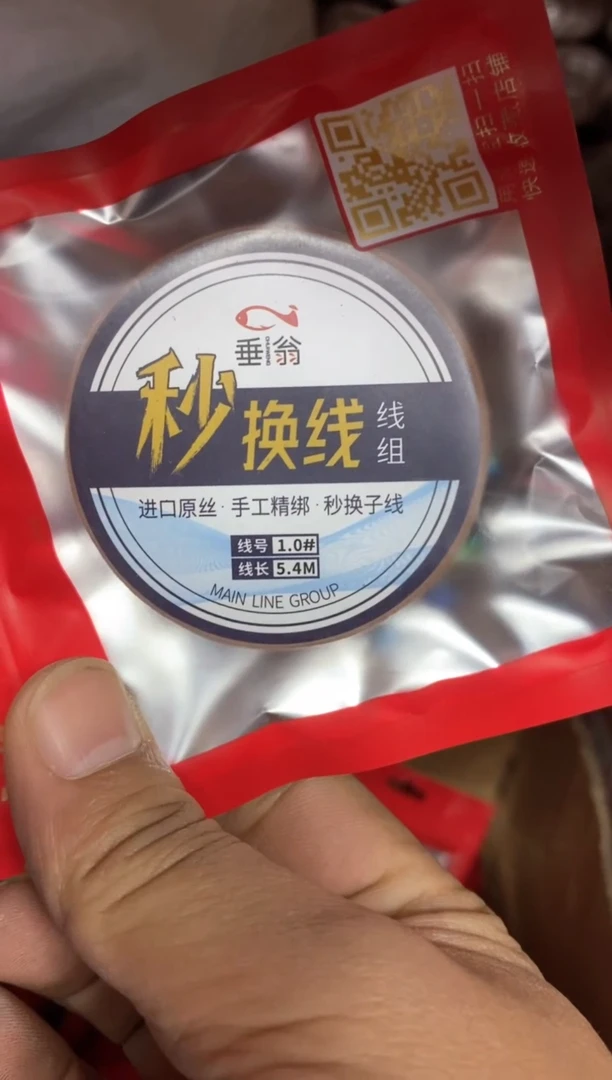 垂翁
秒换线
线组
进口原丝·手工精绑·秒换子线
线号 1.0#
线长 5.4M
MAIN LINE GROUP